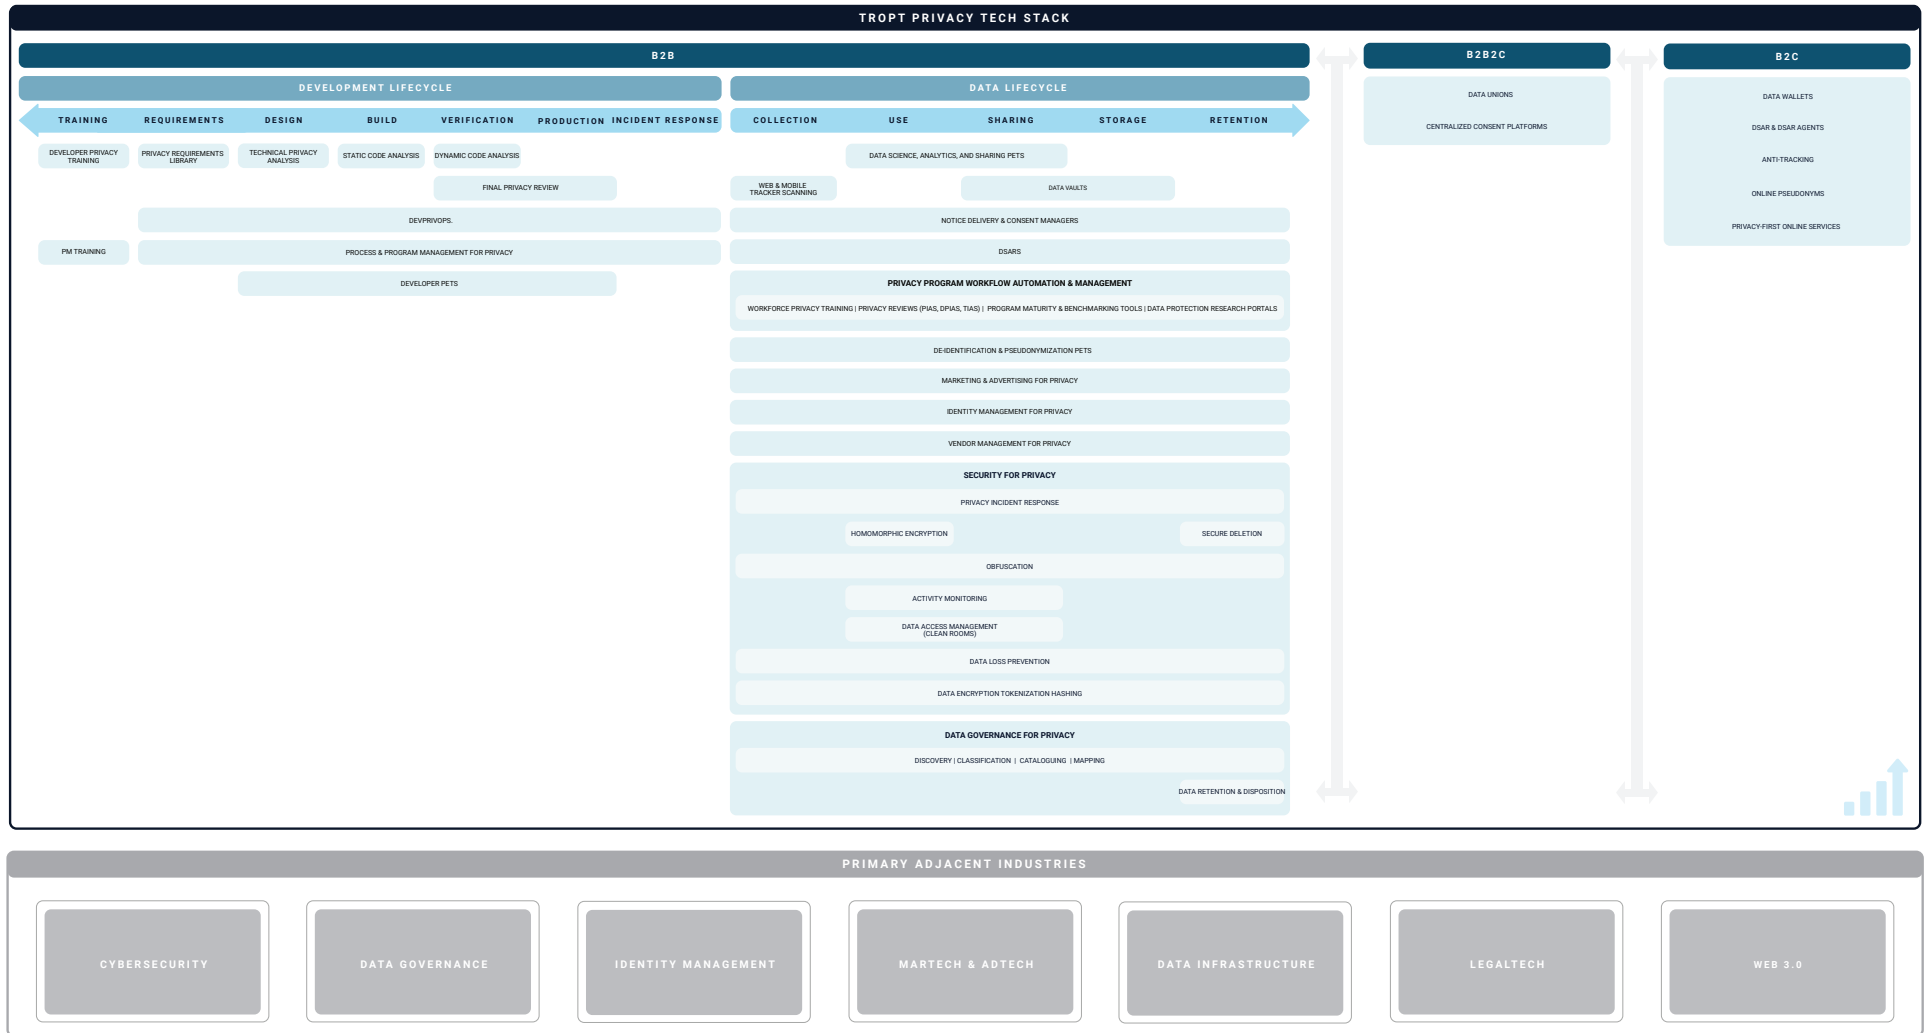 TROPT PRIVACY TECH STACK
B2B
B2B2C
B2C
DEVELOPMENT LIFECYCLE
DATA LIFECYCLE
TRAINING
REQUIREMENTS
DESIGN
BUILD
VERIFICATION
PRODUCTION
INCIDENT RESPONSE
COLLECTION
USE
SHARING
STORAGE
RETENTION
DEVELOPER PRIVACY
TRAINING
PRIVACY REQUIREMENTS
LIBRARY
TECHNICAL PRIVACY
ANALYSIS
STATIC CODE ANALYSIS
DYNAMIC CODE ANALYSIS
FINAL PRIVACY REVIEW
DEVPRIVOPS.
PM TRAINING
PROCESS & PROGRAM MANAGEMENT FOR PRIVACY
DEVELOPER PETS
DATA SCIENCE, ANALYTICS, AND SHARING PETS
WEB & MOBILE
TRACKER SCANNING
DATA VAULTS
NOTICE DELIVERY & CONSENT MANAGERS
DSARS
PRIVACY PROGRAM WORKFLOW AUTOMATION & MANAGEMENT
WORKFORCE PRIVACY TRAINING | PRIVACY REVIEWS (PIAS, DPIAS, TIAS) | PROGRAM MATURITY & BENCHMARKING TOOLS | DATA PROTECTION RESEARCH PORTALS
DE-IDENTIFICATION & PSEUDONYMIZATION PETS
MARKETING & ADVERTISING FOR PRIVACY
IDENTITY MANAGEMENT FOR PRIVACY
VENDOR MANAGEMENT FOR PRIVACY
SECURITY FOR PRIVACY
PRIVACY INCIDENT RESPONSE
HOMOMORPHIC ENCRYPTION
SECURE DELETION
OBFUSCATION
ACTIVITY MONITORING
DATA ACCESS MANAGEMENT
(CLEAN ROOMS)
DATA LOSS PREVENTION
DATA ENCRYPTION TOKENIZATION HASHING
DATA GOVERNANCE FOR PRIVACY
DISCOVERY | CLASSIFICATION | CATALOGUING | MAPPING
DATA RETENTION & DISPOSITION
DATA UNIONS
CENTRALIZED CONSENT PLATFORMS
DATA WALLETS
DSAR & DSAR AGENTS
ANTI-TRACKING
ONLINE PSEUDONYMS
PRIVACY-FIRST ONLINE SERVICES
PRIMARY ADJACENT INDUSTRIES
CYBERSECURITY
DATA GOVERNANCE
IDENTITY MANAGEMENT
MARTECH & ADTECH
DATA INFRASTRUCTURE
LEGALTECH
WEB 3.0